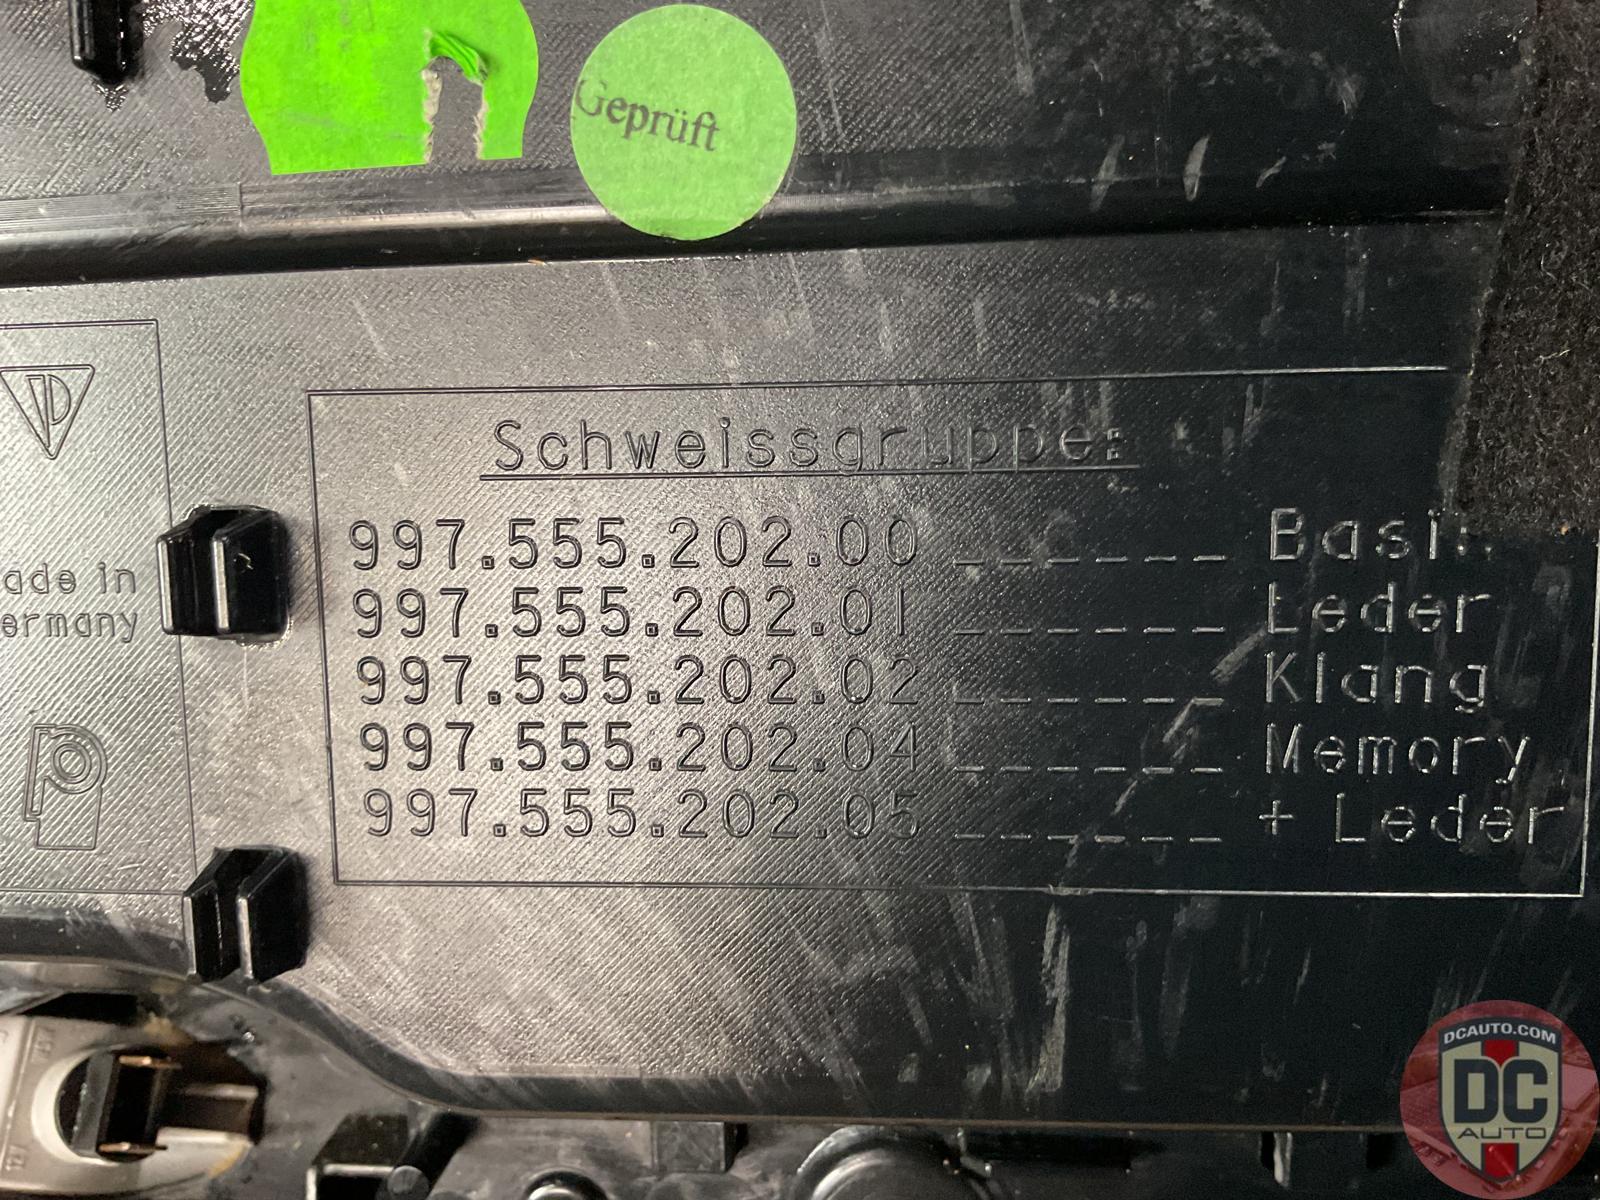 Geprüft
Schweissgruppe:
997.555.202.00 ______ Basi
997.555.202.01 ______ Leder
997.555.202.02 ______ Klang
997.555.202.04 ______ Memory
997.555.202.05 ______ + Leder
ade in
ermany
DCAUTO.COM
DC
AUTO